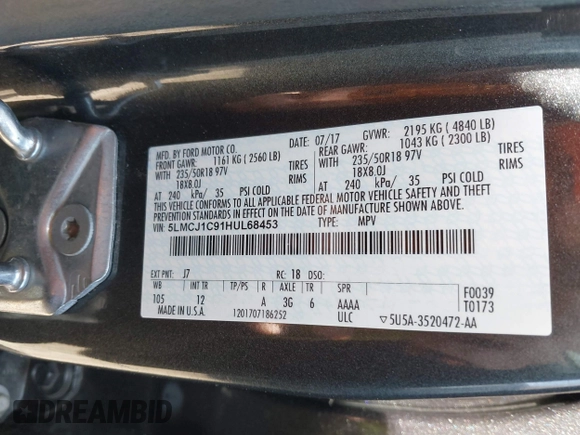 MFD. BY FORD MOTOR CO. DATE: 07/17 GVWR: 2195 KG ( 4840 LB)
FRONT GAWR: 1161 KG ( 2560 LB) REAR GAWR: 1043 KG ( 2300 LB)
WITH 235/50R18 97V TIRES WITH 235/50R18 97V TIRES
18X8.0J RIMS 18X8.0J RIMS
AT 240 kPa/ 35 PSI COLD AT 240 kPa/ 35 PSI COLD
THIS VEHICLE CONFORMS TO ALL APPLICABLE FEDERAL MOTOR VEHICLE SAFETY AND THEFT
PREVENTION STANDARDS IN EFFECT ON THE DATE OF MANUFACTURE SHOWN ABOVE.
VIN: 5LMCJ1C91HUL68453 TYPE: MPV
EXT PNT: J7 RC: 18 DSO:
WB INT TR TP/PS R AXLE TR SPR
105 12 A 3G 6 AAAA
F0039
T0173
MADE IN U.S.A. 1201707186252 ULC ▽5U5A-3520472-AA
DREAMBID